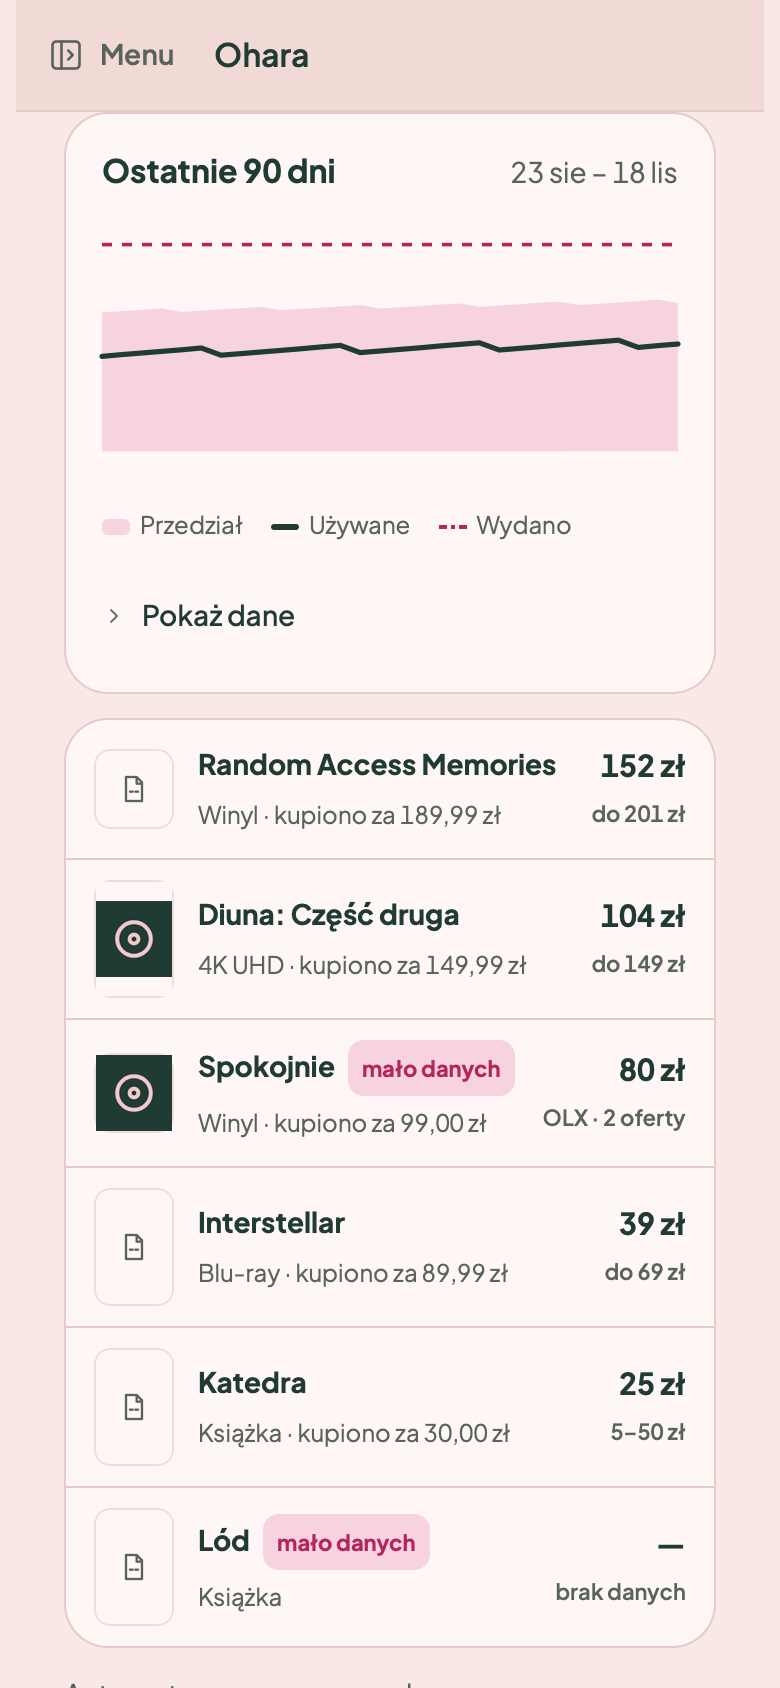 Menu Ohara
Ostatnie 90 dni 23 sie – 18 lis
Przedział Używane Wydano
Pokaż dane
Random Access Memories 152 zł
Winyl · kupiono za 189,99 zł do 201 zł
Diuna: Część druga 104 zł
4K UHD · kupiono za 149,99 zł do 149 zł
Spokojnie mało danych 80 zł
Winyl · kupiono za 99,00 zł OLX · 2 oferty
Interstellar 39 zł
Blu-ray · kupiono za 89,99 zł do 69 zł
Katedra 25 zł
Książka · kupiono za 30,00 zł 5–50 zł
Lód mało danych —
Książka brak danych